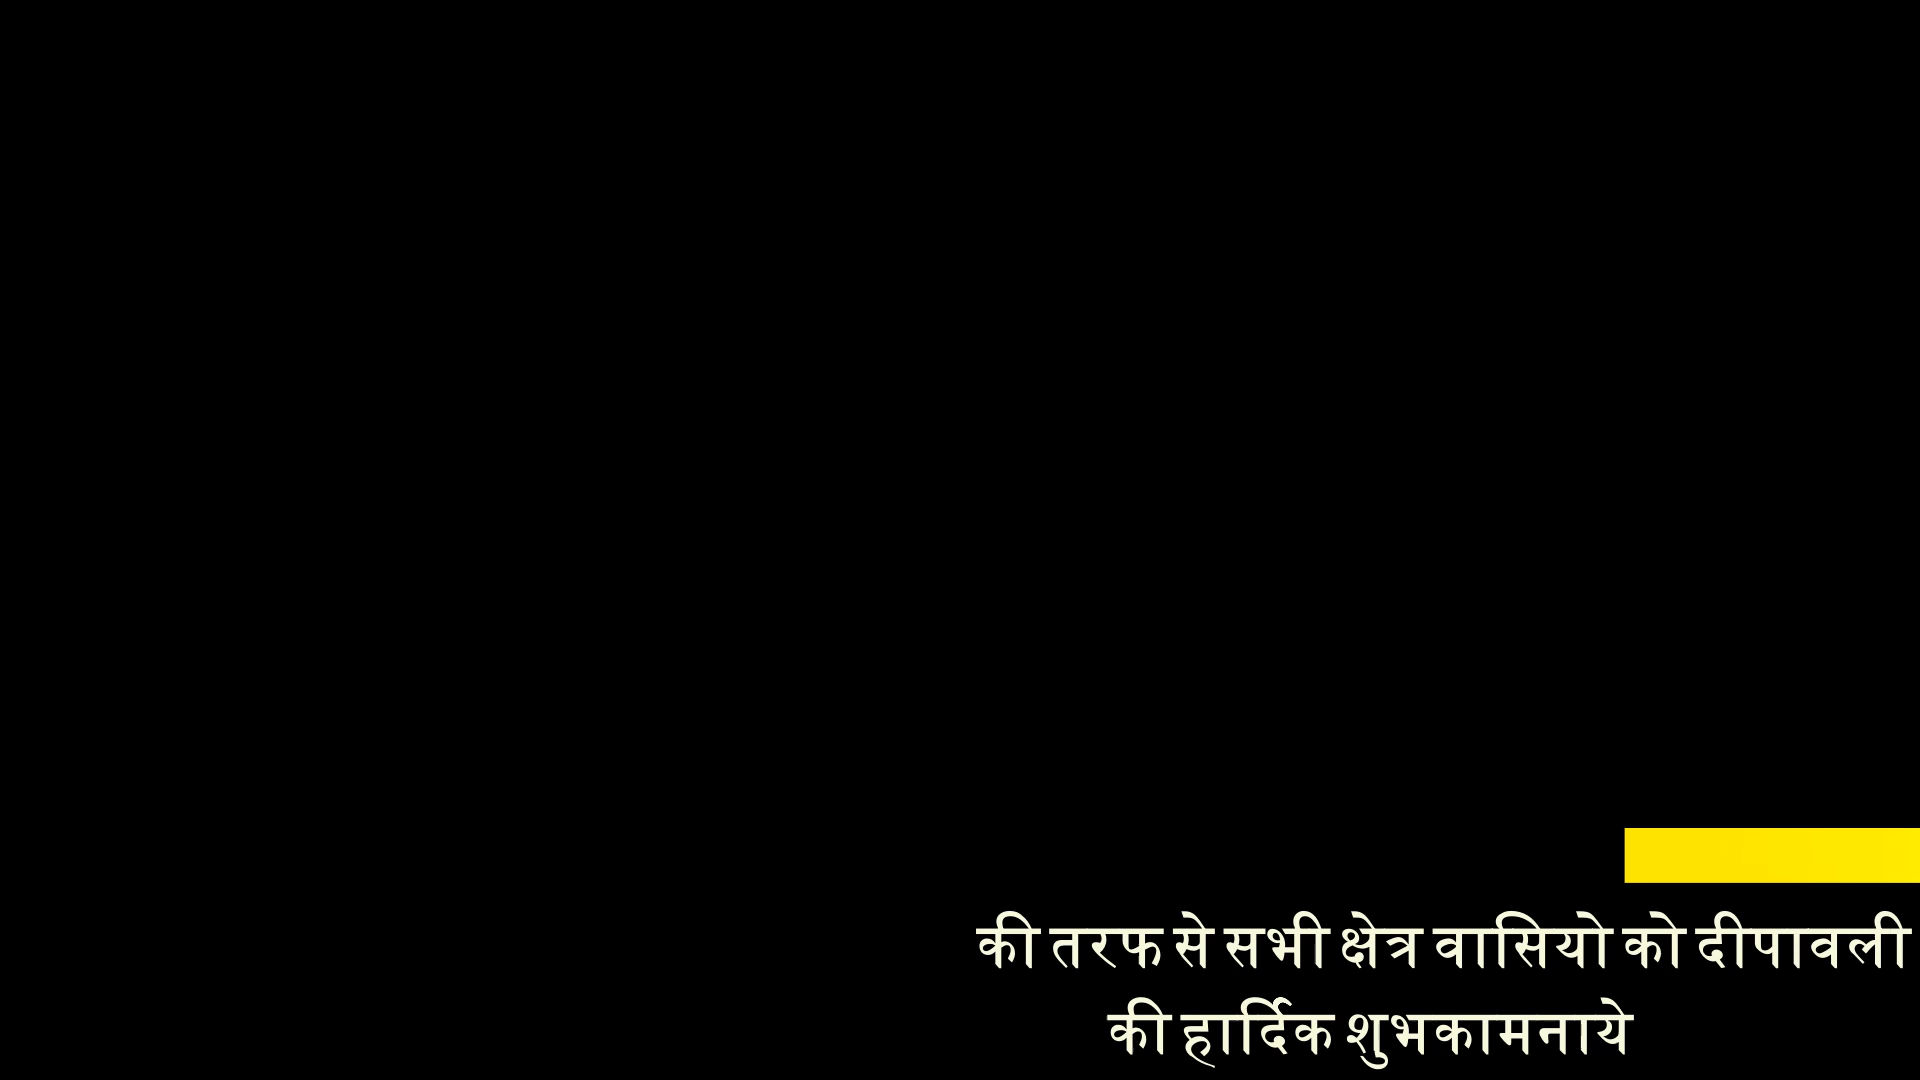 की तरफ से सभी क्षेत्र वासियो को दीपावली
की हार्दिक शुभकामनाये